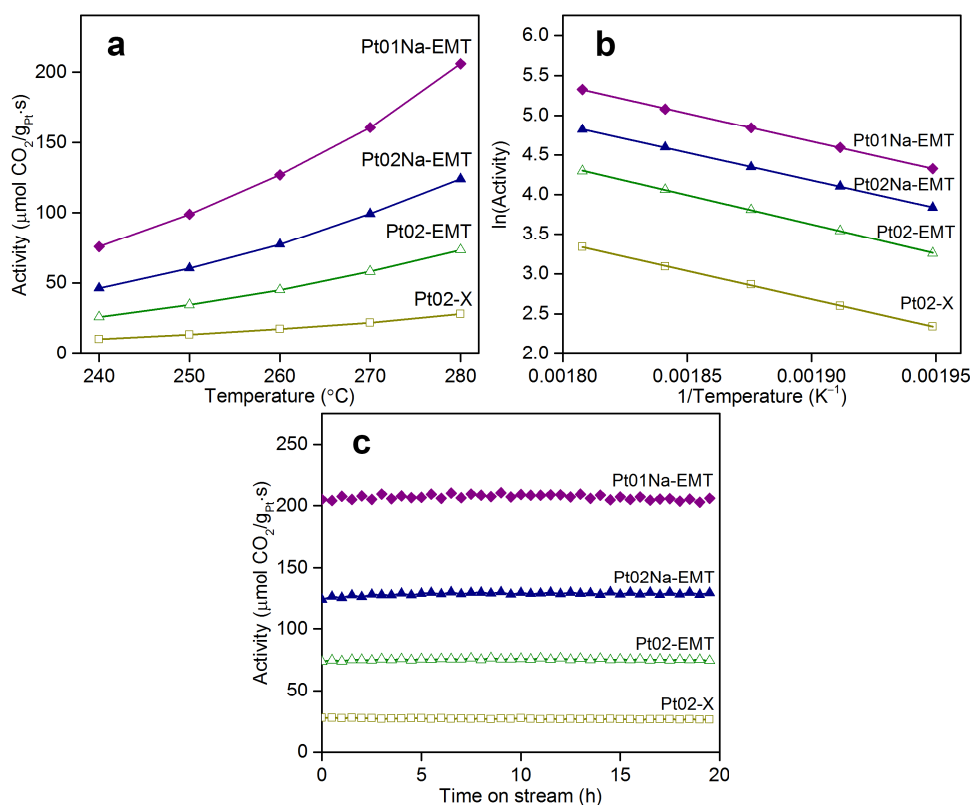 a
Pt01Na-EMT
Pt02Na-EMT
Pt02-EMT
Pt02-X
Activity (μmol CO₂/gPt·s)
200
150
100
50
0
240 250 260 270 280
Temperature (°C)
b
Pt01Na-EMT
Pt02Na-EMT
Pt02-EMT
Pt02-X
ln(Activity)
6.0
5.5
5.0
4.5
4.0
3.5
3.0
2.5
2.0
0.00180 0.00185 0.00190 0.00195
1/Temperature (K⁻¹)
c
Pt01Na-EMT
Pt02Na-EMT
Pt02-EMT
Pt02-X
Activity (μmol CO₂/gPt·s)
250
200
150
100
50
0
0 5 10 15 20
Time on stream (h)